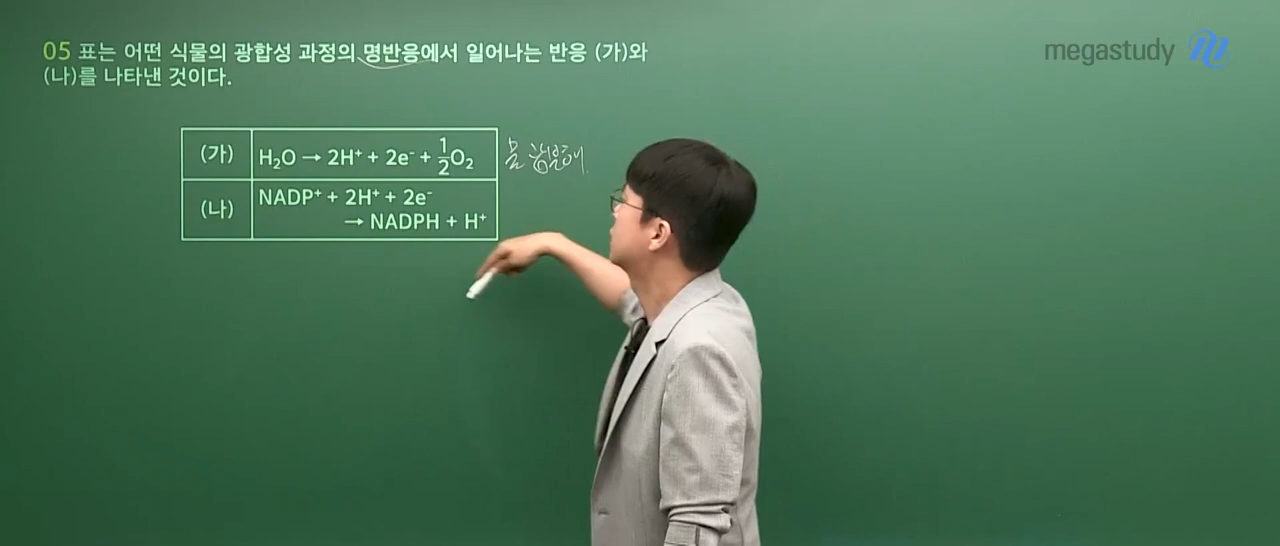 05 표는 어떤 식물의 광합성 과정의 명반응에서 일어나는 반응 (가)와
(나)를 나타낸 것이다.
megastudy
(가) H₂O → 2H⁺ + 2e⁻ + 1/2 O₂
물 광분해
(나) NADP⁺ + 2H⁺ + 2e⁻
→ NADPH + H⁺